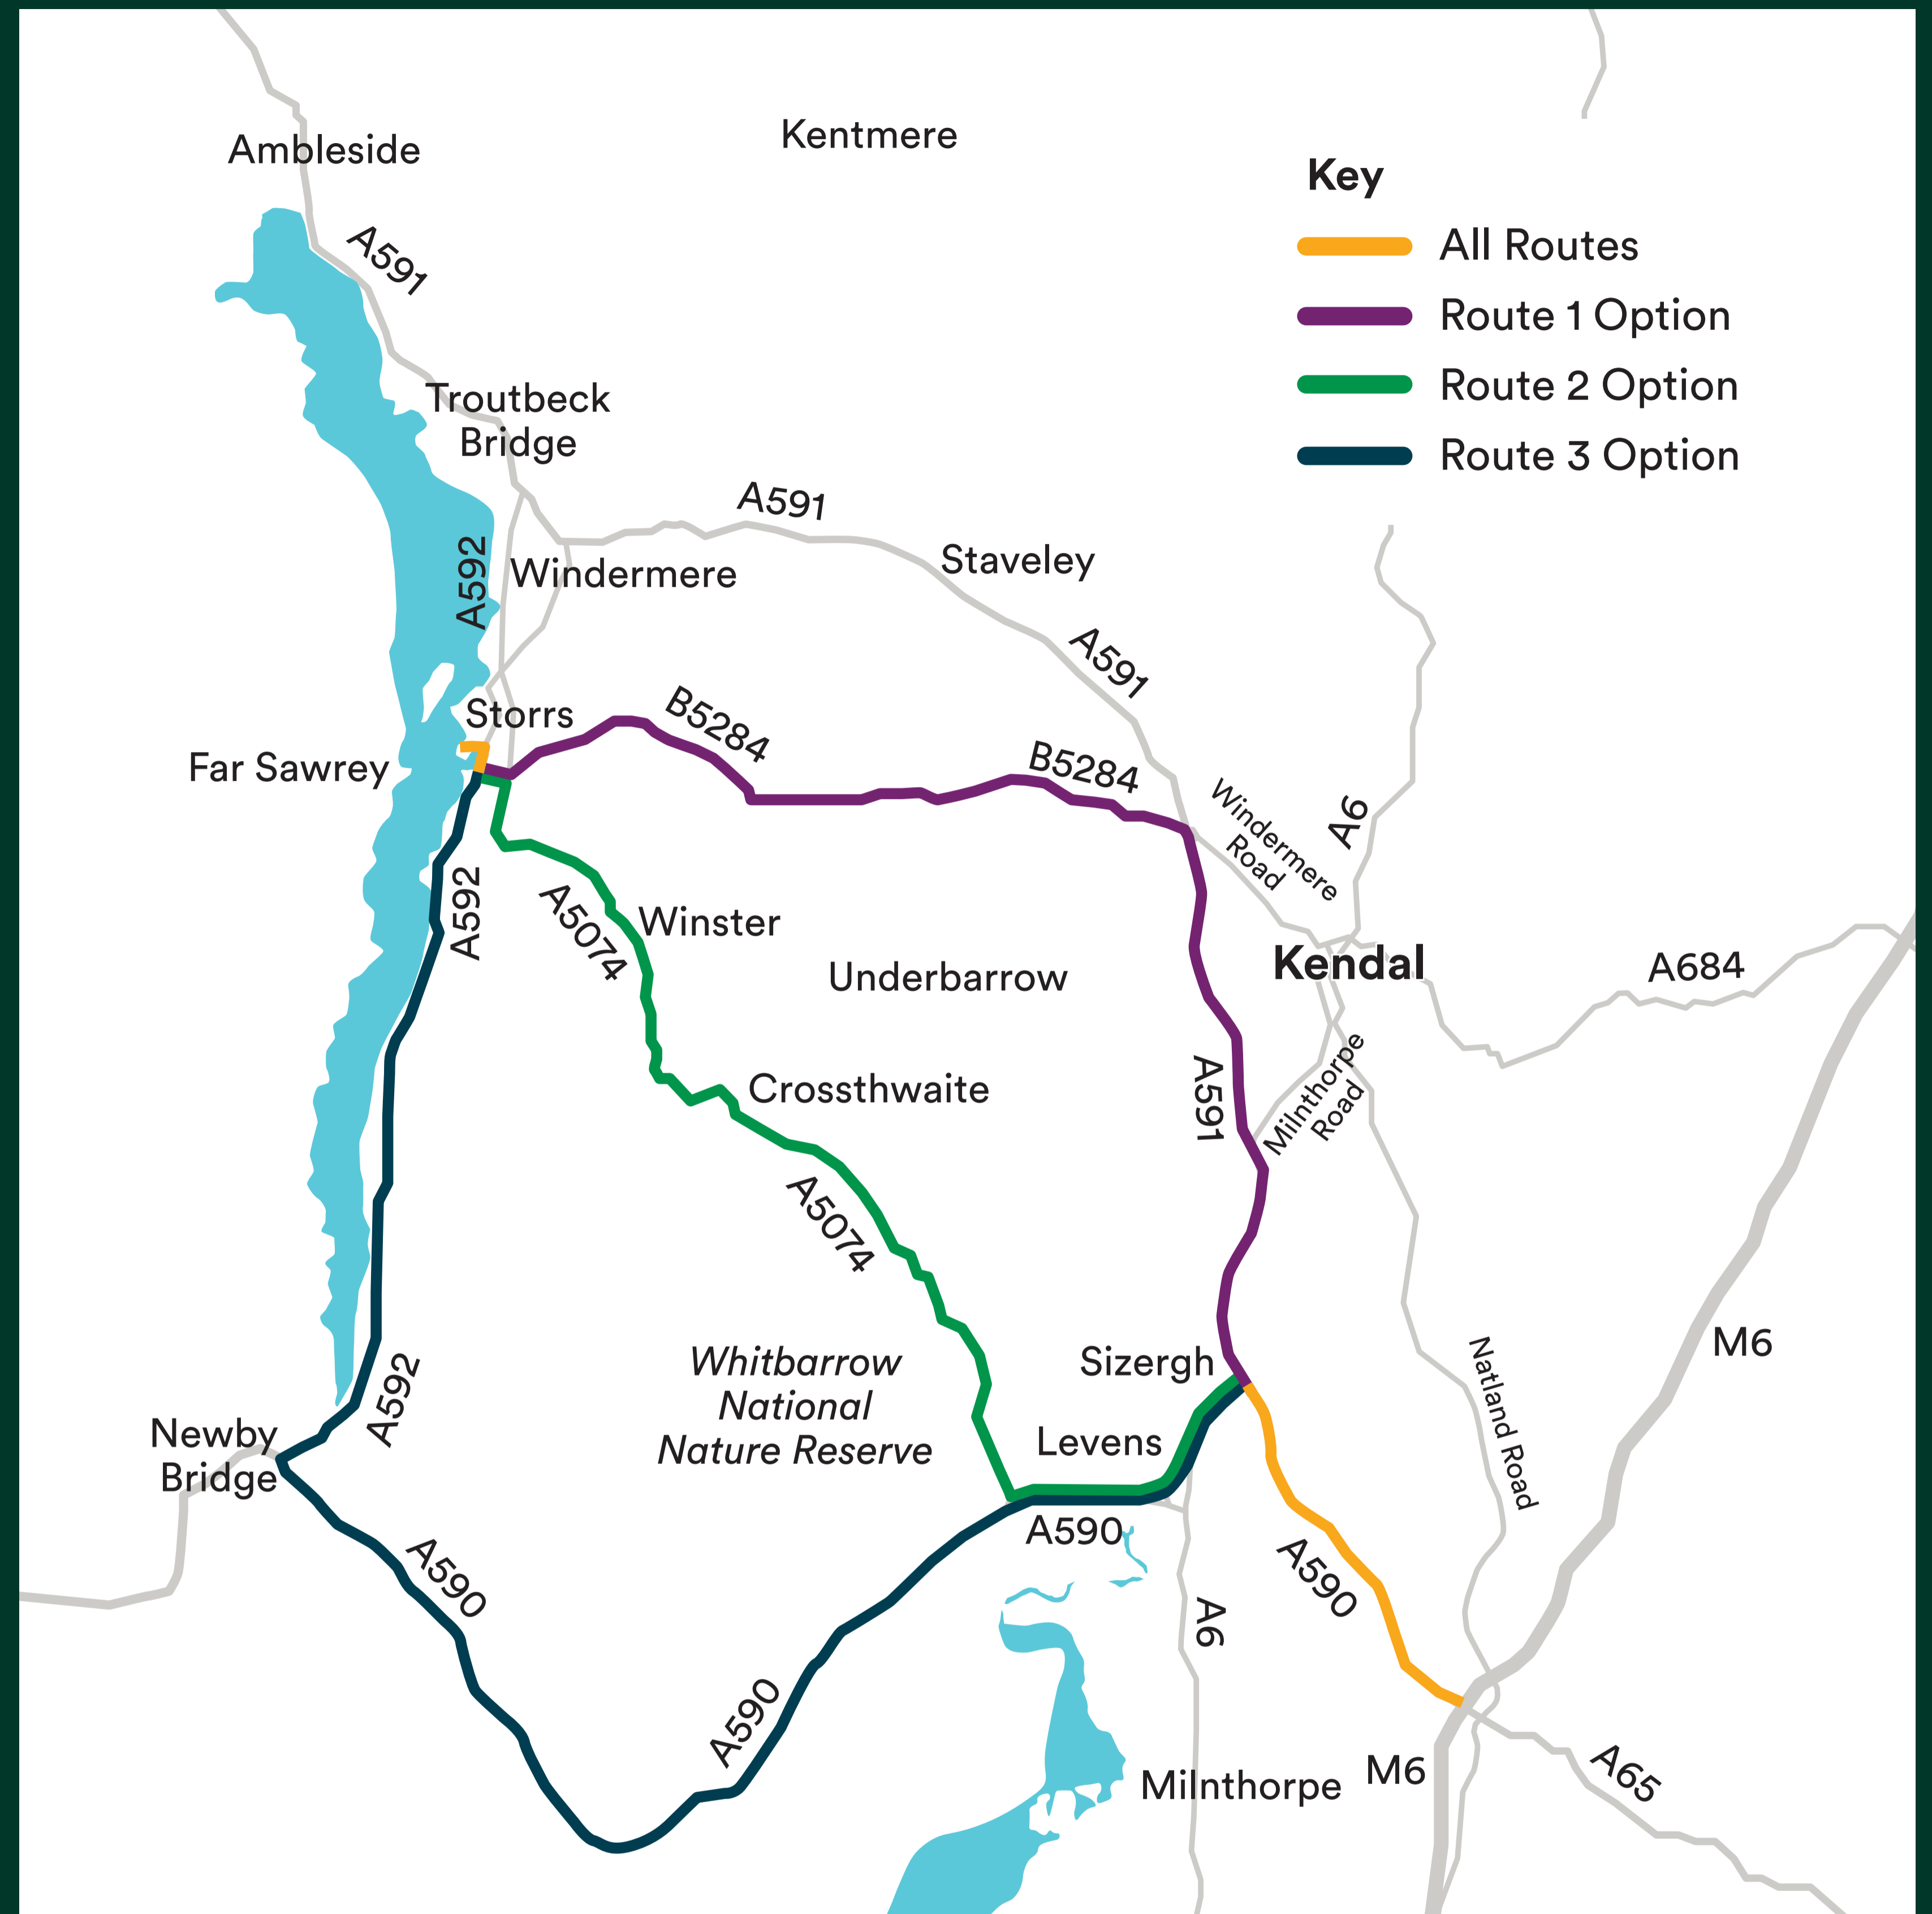 Ambleside
Kentmere
Key
All Routes
Route 1 Option
Route 2 Option
Route 3 Option
A591
Troutbeck
Bridge
A591
A592
Windermere
Staveley
A591
Storrs
B5284
Far Sawrey
B5284
Windermere
Road
A6
A592
A5074
Winster
Underbarrow
Kendal
A684
Crossthwaite
A591
Milnthorpe
Road
A5074
Whitbarrow
National
Nature Reserve
Sizergh
M6
Natland Road
A592
Newby
Bridge
Levens
A590
A590
A590
A6
A590
Milnthorpe
M6
A65